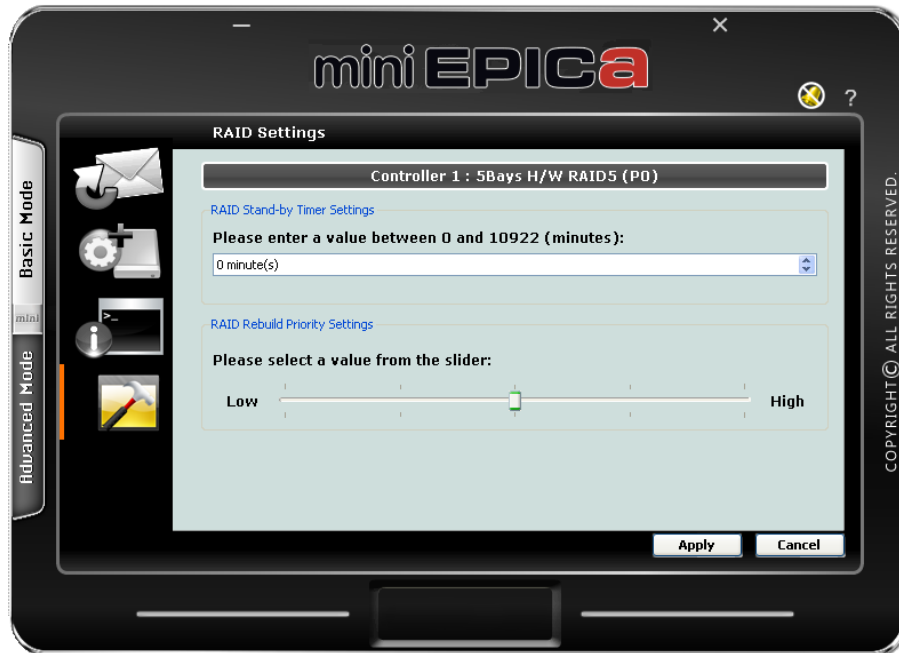 mini EPICa
?
RAID Settings
Controller 1 : 5Bays H/W RAID5 (P0)
RAID Stand-by Timer Settings
Please enter a value between 0 and 10922 (minutes):
0 minute(s)
RAID Rebuild Priority Settings
Please select a value from the slider:
Low High
Apply Cancel
Basic Mode
mini
Advanced Mode
>_
i
COPYRIGHT© ALL RIGHTS RESERVED.